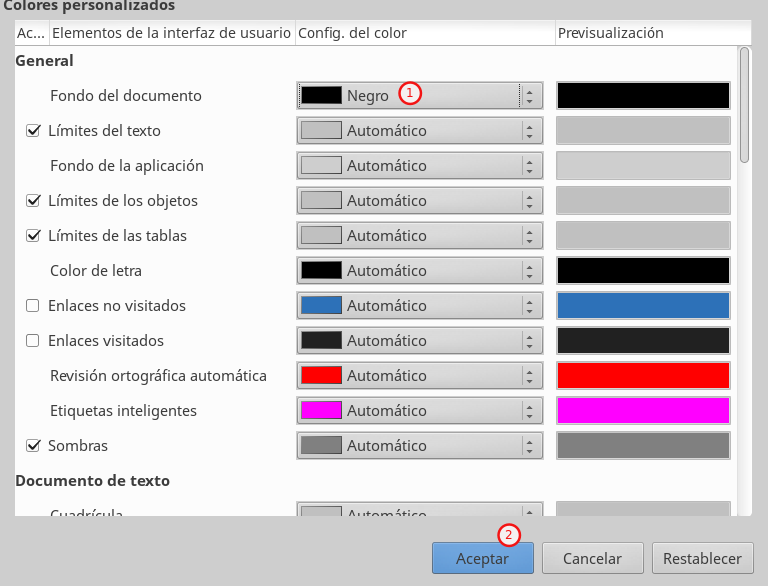 Colores personalizados
Ac... Elementos de la interfaz de usuario Config. del color Previsualización
General
Fondo del documento Negro 1
Límites del texto Automático
Fondo de la aplicación Automático
Límites de los objetos Automático
Límites de las tablas Automático
Color de letra Automático
Enlaces no visitados Automático
Enlaces visitados Automático
Revisión ortográfica automática Automático
Etiquetas inteligentes Automático
Sombras Automático
Documento de texto
Cuadrícula Automático
2
Aceptar Cancelar Restablecer